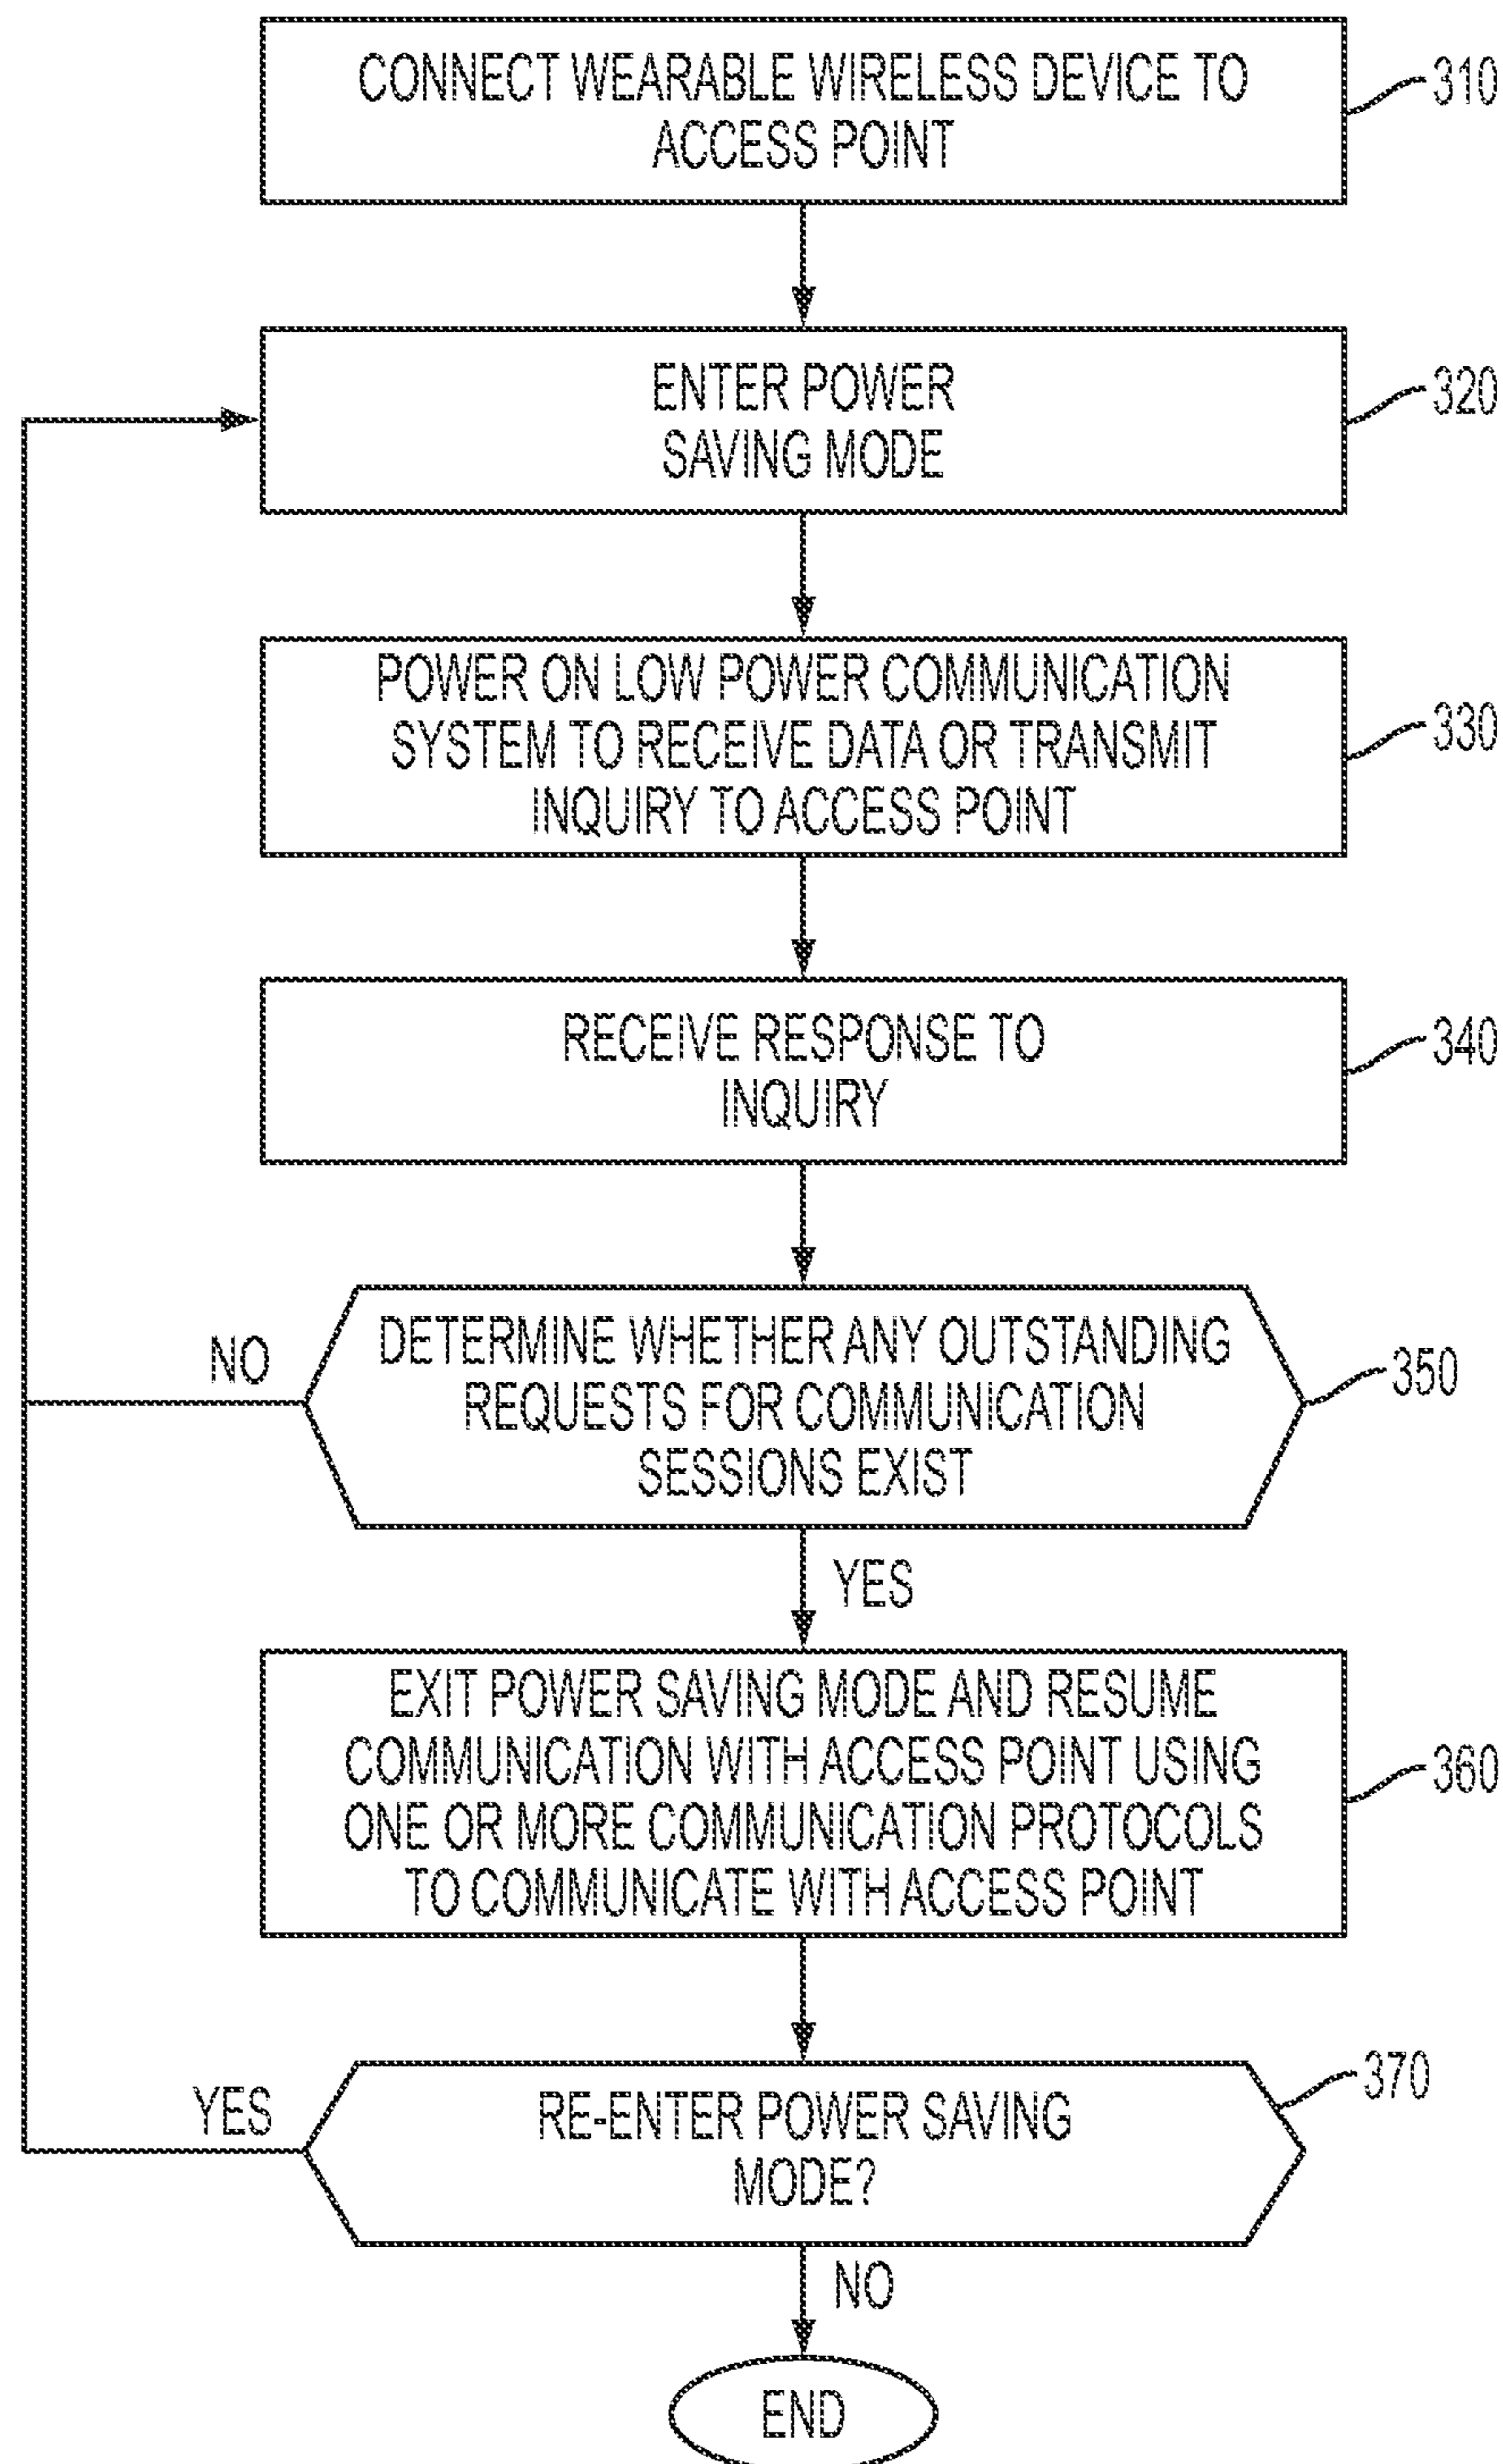 CONNECT WEARABLE WIRELESS DEVICE TO
ACCESS POINT
310
ENTER POWER
SAVING MODE
320
POWER ON LOW POWER COMMUNICATION
SYSTEM TO RECEIVE DATA OR TRANSMIT
INQUIRY TO ACCESS POINT
330
RECEIVE RESPONSE TO
INQUIRY
340
DETERMINE WHETHER ANY OUTSTANDING
REQUESTS FOR COMMUNICATION
SESSIONS EXIST
350
NO
YES
EXIT POWER SAVING MODE AND RESUME
COMMUNICATION WITH ACCESS POINT USING
ONE OR MORE COMMUNICATION PROTOCOLS
TO COMMUNICATE WITH ACCESS POINT
360
RE-ENTER POWER SAVING
MODE?
370
YES
NO
END